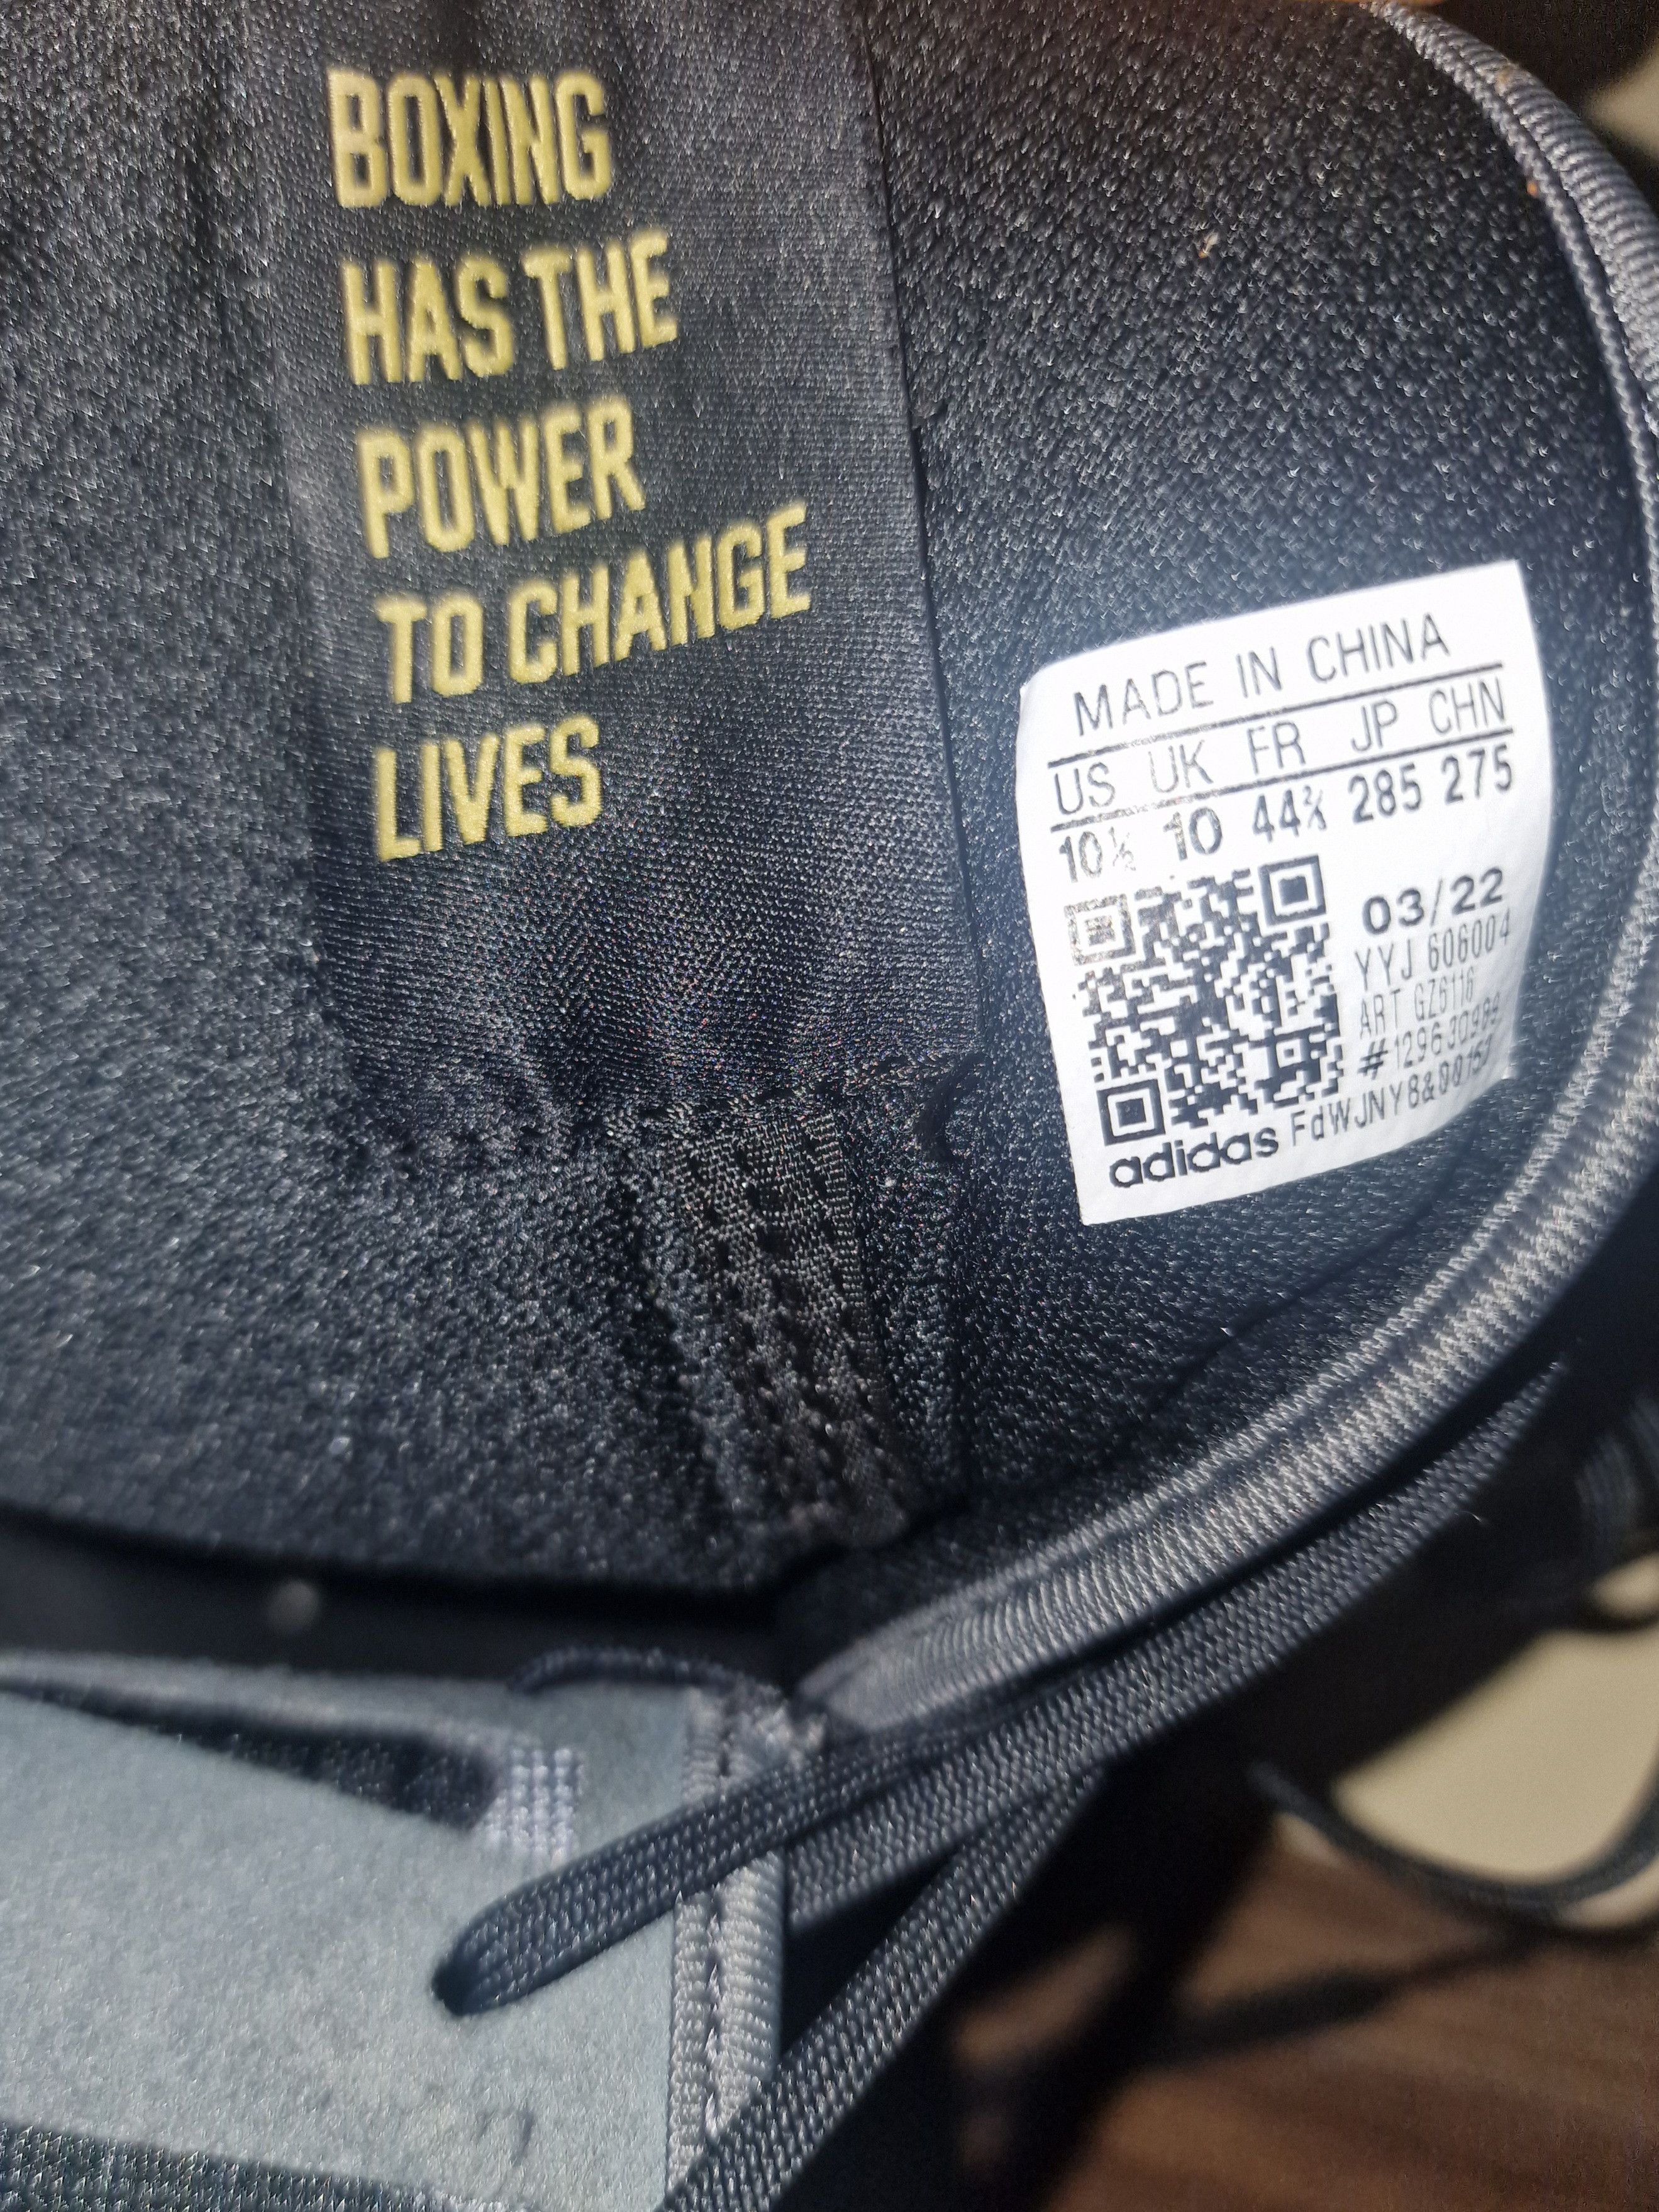 BOXING
HAS THE
POWER
TO CHANGE
LIVES
MADE IN CHINA
US UK FR JP CHN
10½ 10 44⅔ 285 275
03/22
YYJ 606004
ART GZ6116
adidas